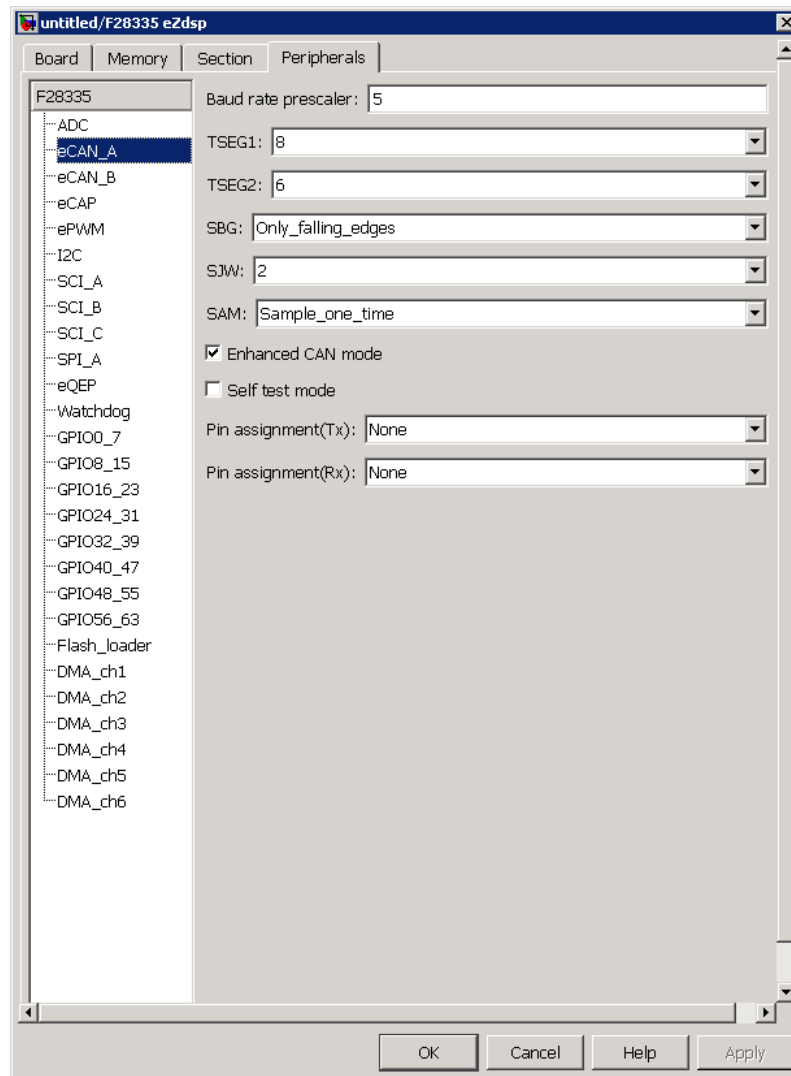 untitled/F28335 eZdsp
Board Memory Section Peripherals
F28335
ADC
eCAN_A
eCAN_B
eCAP
ePWM
I2C
SCI_A
SCI_B
SCI_C
SPI_A
eQEP
Watchdog
GPIO0_7
GPIO8_15
GPIO16_23
GPIO24_31
GPIO32_39
GPIO40_47
GPIO48_55
GPIO56_63
Flash_loader
DMA_ch1
DMA_ch2
DMA_ch3
DMA_ch4
DMA_ch5
DMA_ch6
Baud rate prescaler: 5
TSEG1: 8
TSEG2: 6
SBG: Only_falling_edges
SJW: 2
SAM: Sample_one_time
Enhanced CAN mode
Self test mode
Pin assignment(Tx): None
Pin assignment(Rx): None
OK Cancel Help Apply